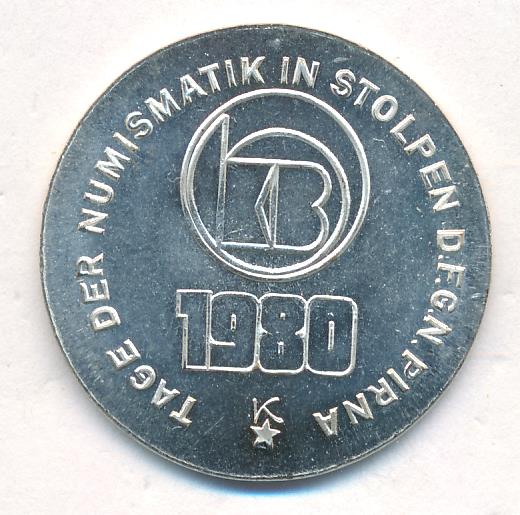 TAGE DER NUMISMATIK IN STOLPEN D.F.G.N. PIRNA
KB
1980
K